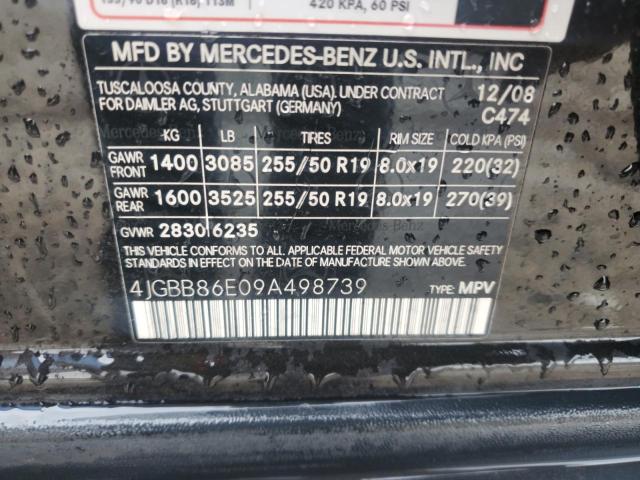 420 KPA, 60 PSI
MFD BY MERCEDES-BENZ U.S. INTL., INC
TUSCALOOSA COUNTY, ALABAMA (USA). UNDER CONTRACT 12/08
FOR DAIMLER AG, STUTTGART (GERMANY) C474
KG LB TIRES RIM SIZE COLD KPA (PSI)
GAWR FRONT 1400 3085 255/50 R19 8.0x19 220(32)
GAWR REAR 1600 3525 255/50 R19 8.0x19 270(39)
GVWR 2830 6235
THIS VEHICLE CONFORMS TO ALL APPLICABLE FEDERAL MOTOR VEHICLE SAFETY
STANDARDS IN EFFECT ON THE DATE OF MANUFACTURE SHOWN ABOVE.
4JGBB86E09A498739 TYPE: MPV